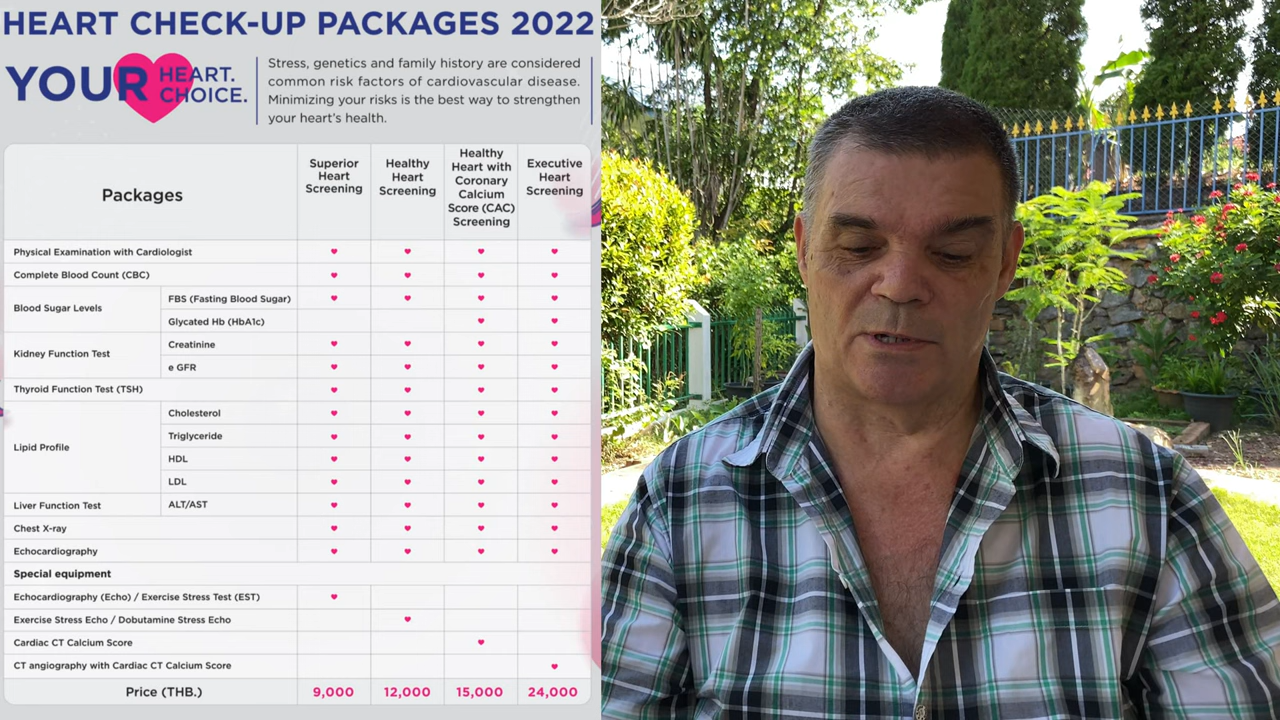 HEART CHECK-UP PACKAGES 2022
YOUR HEART.
CHOICE.
Stress, genetics and family history are considered
common risk factors of cardiovascular disease.
Minimizing your risks is the best way to strengthen
your heart's health.
Packages
Superior
Heart
Screening
Healthy
Heart
Screening
Healthy
Heart with
Coronary
Calcium
Score (CAC)
Screening
Executive
Heart
Screening
Physical Examination with Cardiologist
Complete Blood Count (CBC)
Blood Sugar Levels
FBS (Fasting Blood Sugar)
Glycated Hb (HbA1c)
Kidney Function Test
Creatinine
e GFR
Thyroid Function Test (TSH)
Lipid Profile
Cholesterol
Triglyceride
HDL
LDL
Liver Function Test
ALT/AST
Chest X-ray
Echocardiography
Special equipment
Echocardiography (Echo) / Exercise Stress Test (EST)
Exercise Stress Echo / Dobutamine Stress Echo
Cardiac CT Calcium Score
CT angiography with Cardiac CT Calcium Score
Price (THB.) 9,000 12,000 15,000 24,000